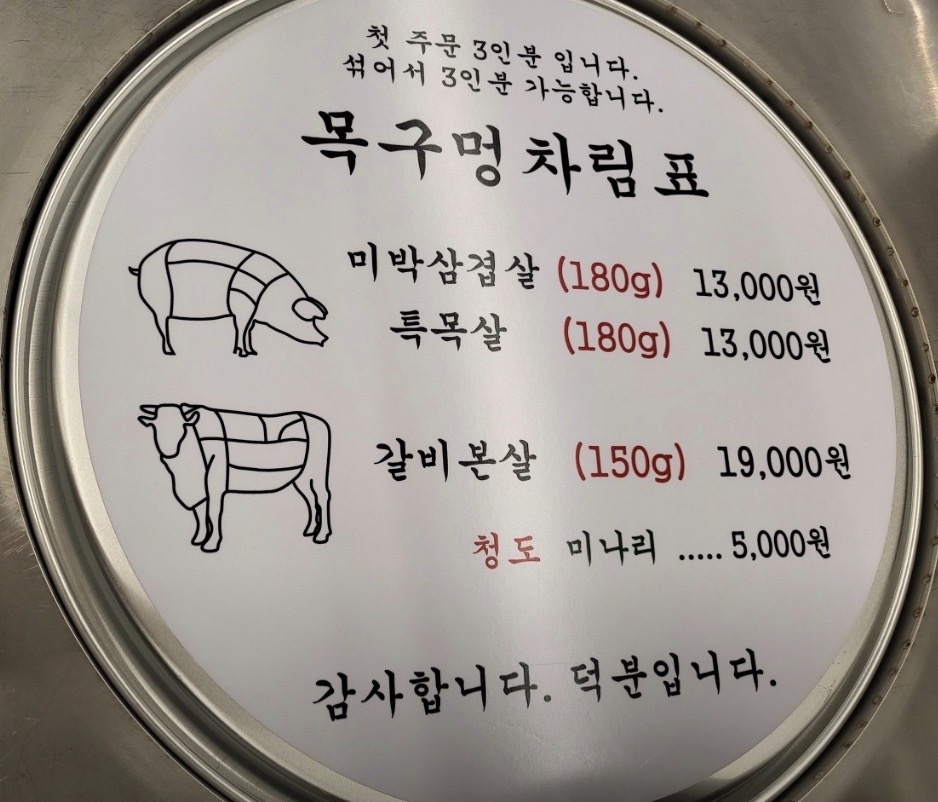 첫 주문 3인분 입니다.
섞어서 3인분 가능합니다.
목구멍 차림표
미박삼겹살 (180g) 13,000원
특목살 (180g) 13,000원
갈비본살 (150g) 19,000원
청도 미나리 ..... 5,000원
감사합니다. 덕분입니다.